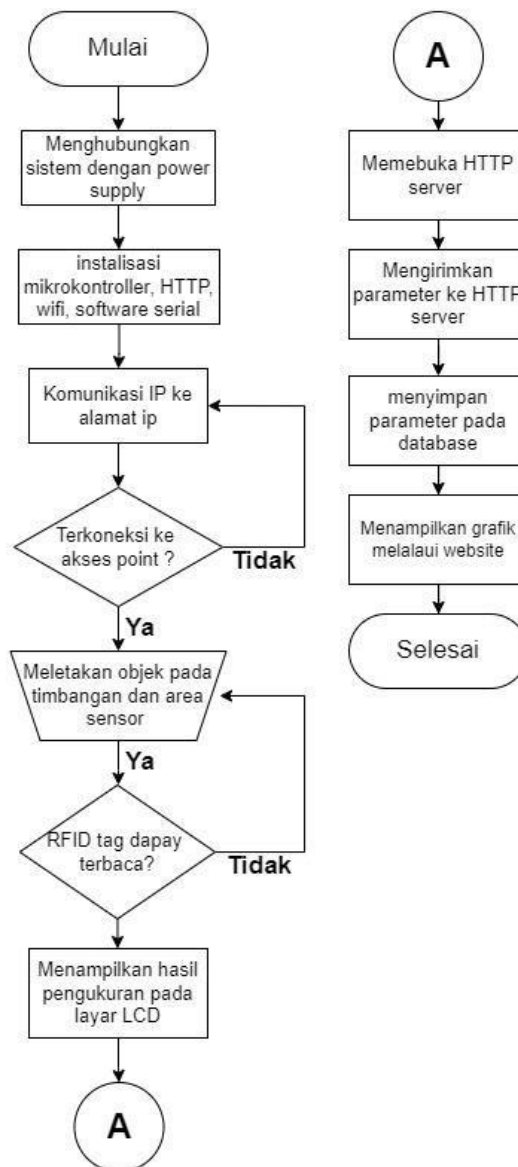 Mulai
Menghubungkan
sistem dengan power
supply
instalisasi
mikrokontroller, HTTP,
wifi, software serial
Komunikasi IP ke
alamat ip
Terkoneksi ke
akses point ?
Tidak
Ya
Meletakan objek pada
timbangan dan area
sensor
Ya
RFID tag dapay
terbaca?
Tidak
Menampilkan hasil
pengukuran pada
layar LCD
A
A
Memebuka HTTP
server
Mengirimkan
parameter ke HTTP
server
menyimpan
parameter pada
database
Menampilkan grafik
melalaui website
Selesai